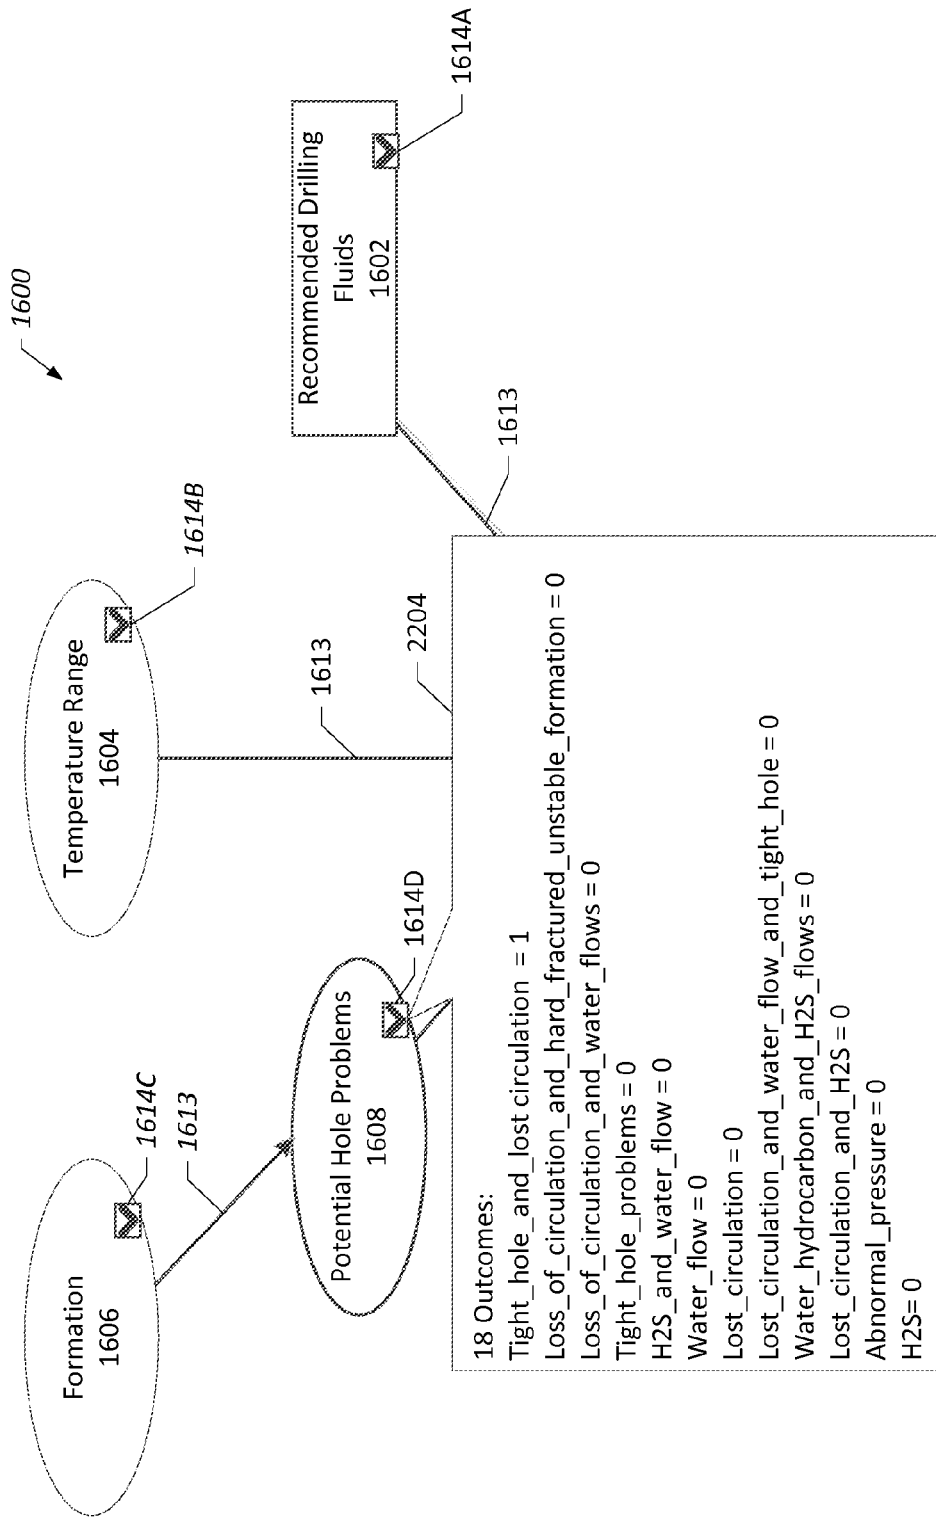 1600
Formation
1606
1614C
1613
Temperature Range
1604
1614B
1613
Potential Hole Problems
1608
1614D
2204
Recommended Drilling
Fluids
1602
1614A
1613
18 Outcomes:
Tight_hole_and_lost circulation = 1
Loss_of_circulation_and_hard_fractured_unstable_formation = 0
Loss_of_circulation_and_water_flows = 0
Tight_hole_problems = 0
H2S_and_water_flow = 0
Water_flow = 0
Lost_circulation = 0
Lost_circulation_and_water_flow_and_tight_hole = 0
Water_hydrocarbon_and_H2S_flows = 0
Lost_circulation_and_H2S = 0
Abnormal_pressure = 0
H2S= 0